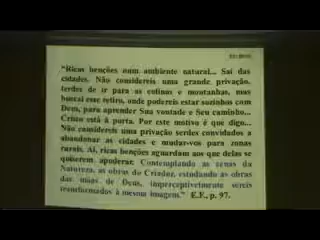 "Ricas bençãos num ambiente natural... Saí das
cidades. Não considereis uma grande privação,
terdes de ir para as colinas e montanhas, mas
buscai esse retiro, onde podereis estar sozinhos com
Deus, para aprender Sua vontade e Seu caminho...
Cristo está à porta. Por este motivo é que digo...
Não considereis uma privação serdes convidados a
abandonar as cidades e mudar-vos para zonas
rurais. Aí, ricas bençãos aguardam aos que delas se
quiserem apoderar. Contemplando as cenas da
Natureza, as obras do Criador, estudando as obras
das mãos de Deus, imperceptivelmente sereis
transformados à mesma imagem." E.F., p. 97.